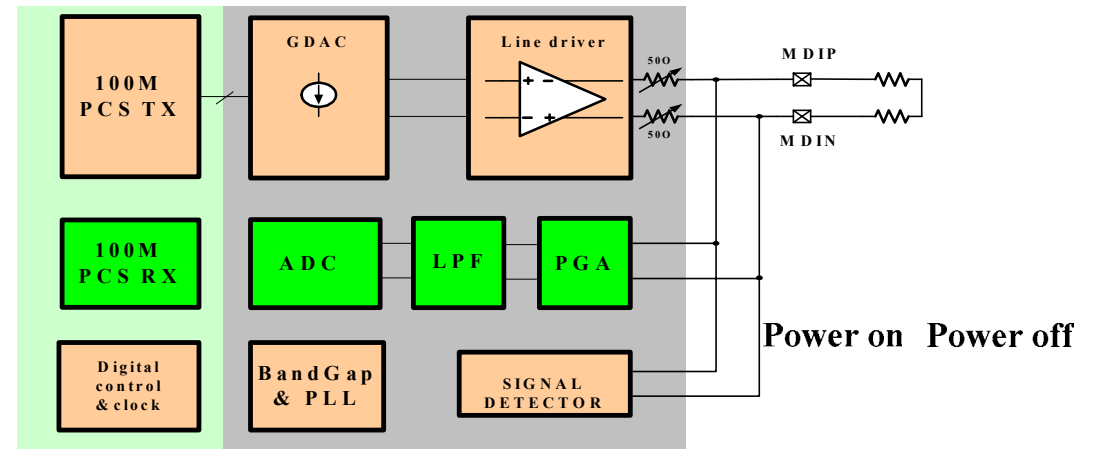 GDAC
Line driver
100M
PCS TX
50O
MDIP
50O
MDIN
100M
PCS RX
ADC
LPF
PGA
Power on Power off
Digital
control
& clock
BandGap
& PLL
SIGNAL
DETECTOR